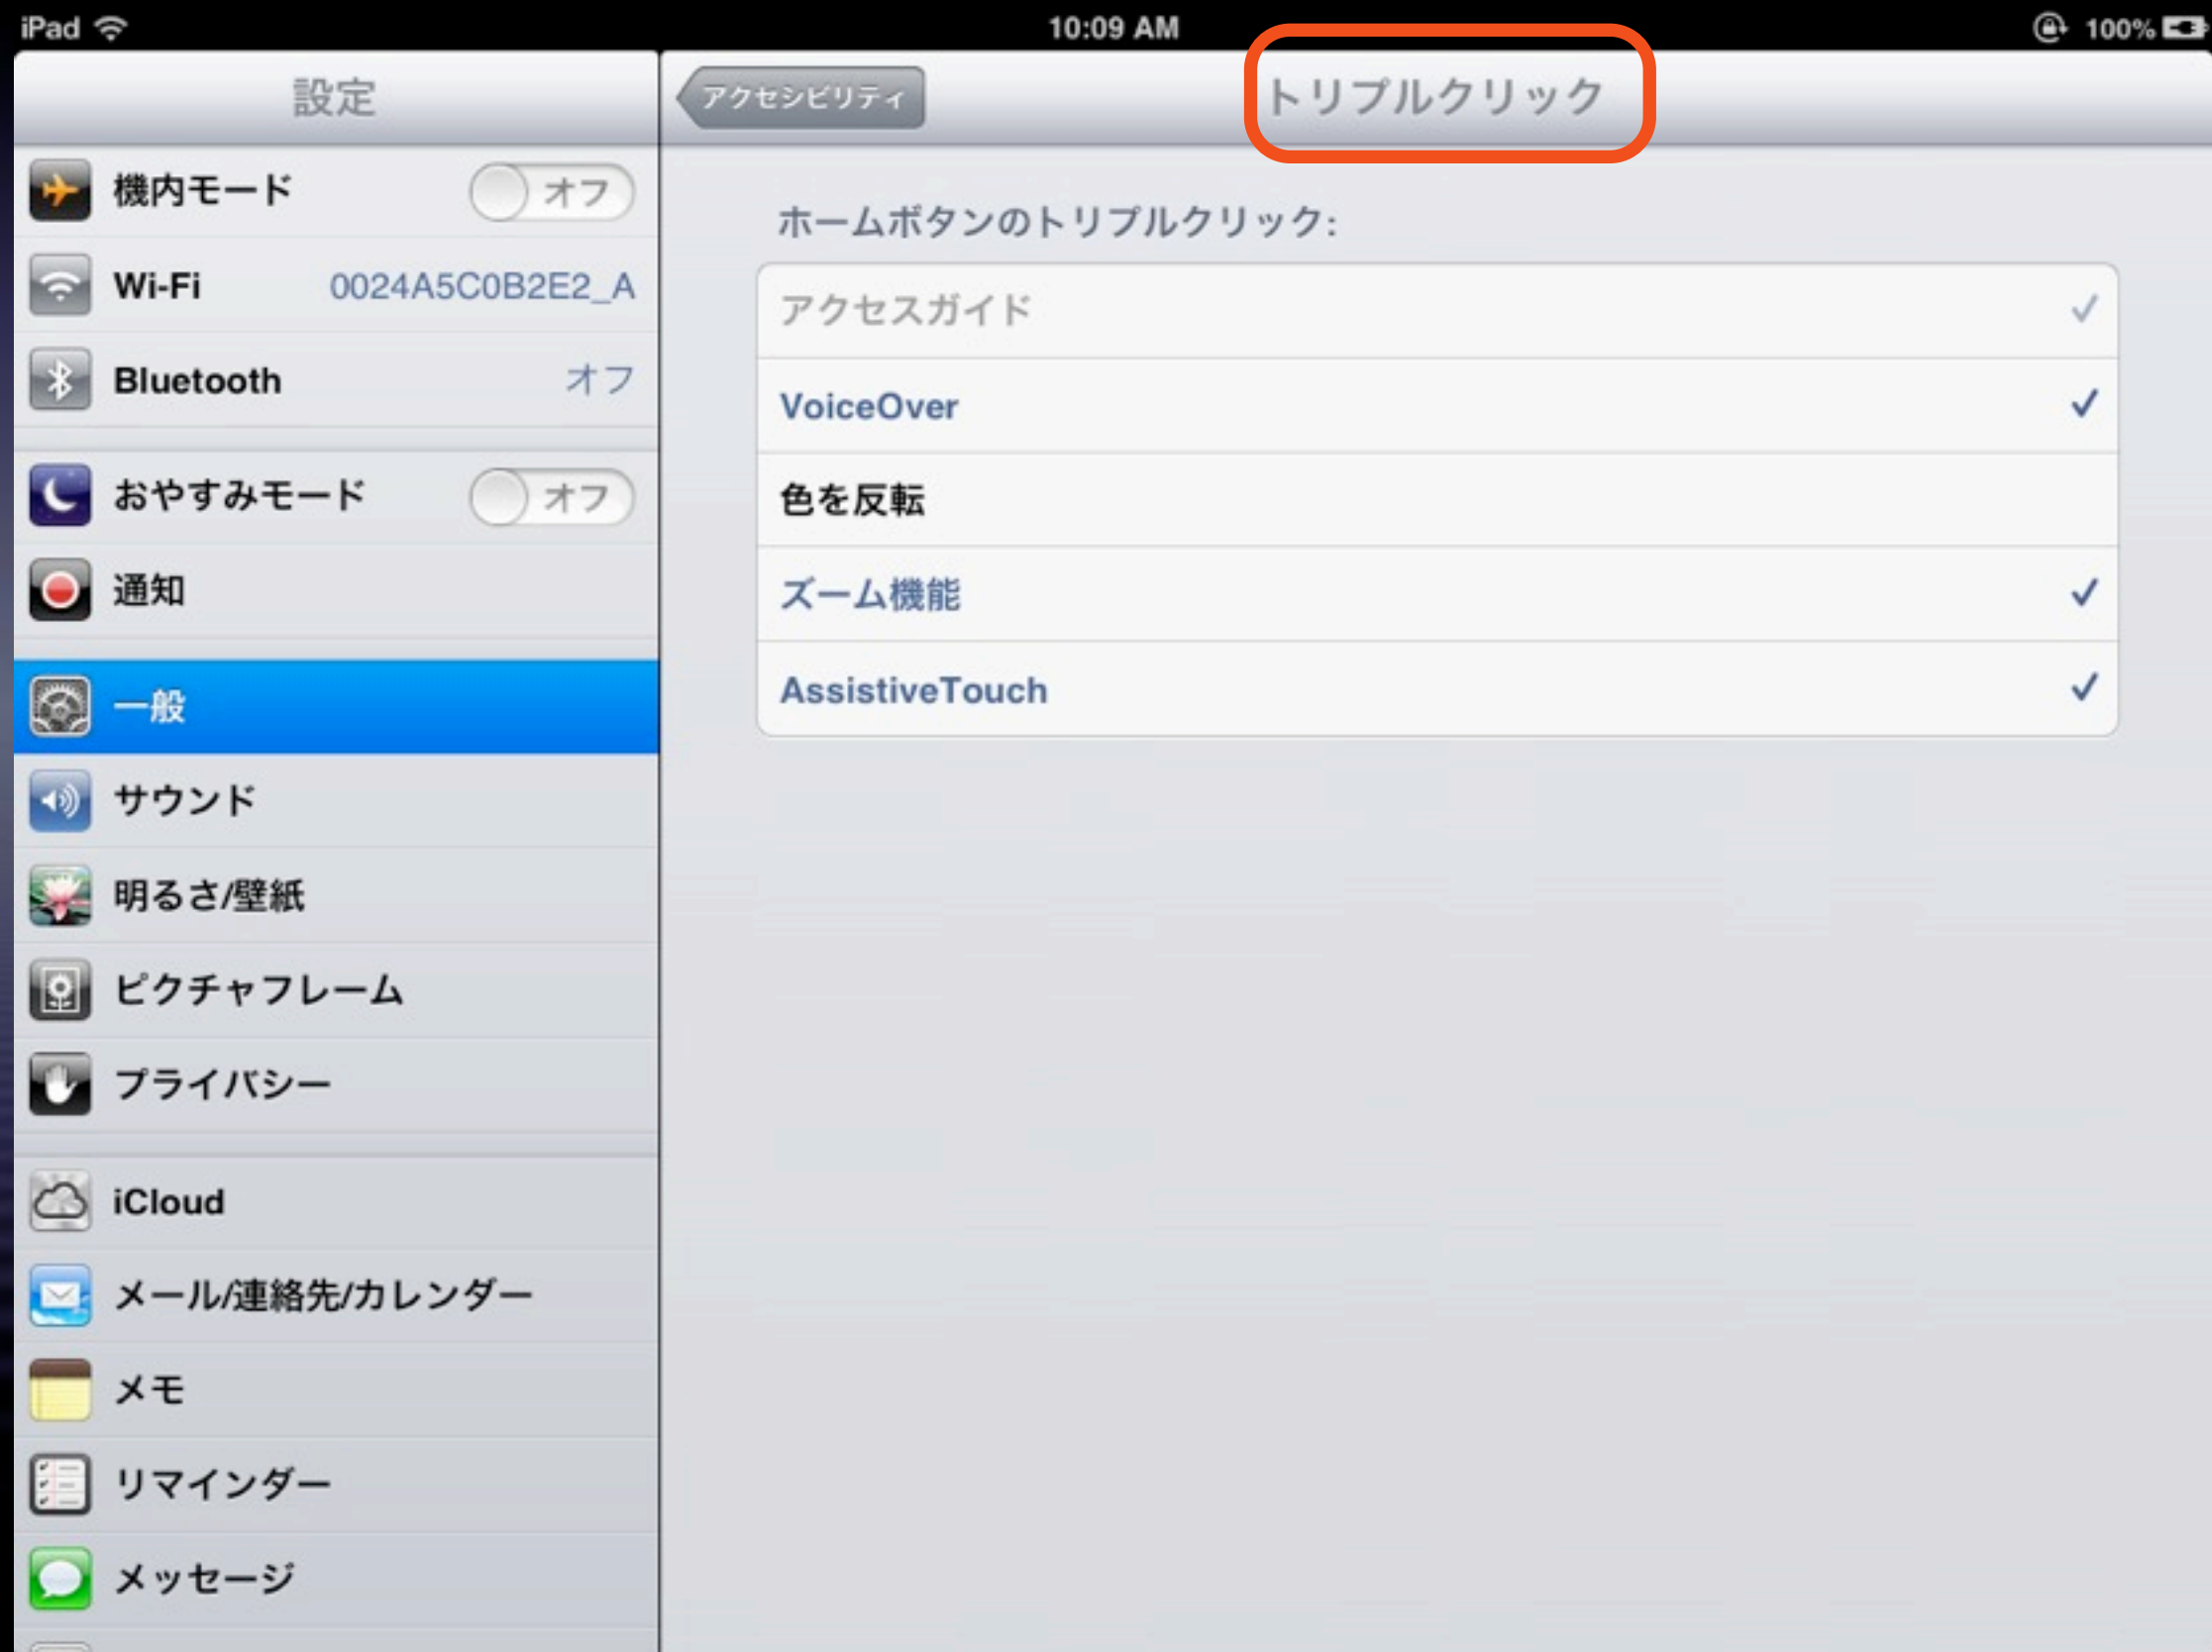 iPad 10:09 AM 100%
設定
機内モード オフ
Wi-Fi 0024A5C0B2E2_A
Bluetooth オフ
おやすみモード オフ
通知
一般
サウンド
明るさ/壁紙
ピクチャフレーム
プライバシー
iCloud
メール/連絡先/カレンダー
メモ
リマインダー
メッセージ
アクセシビリティ トリプルクリック
ホームボタンのトリプルクリック:
アクセスガイド
VoiceOver
色を反転
ズーム機能
AssistiveTouch